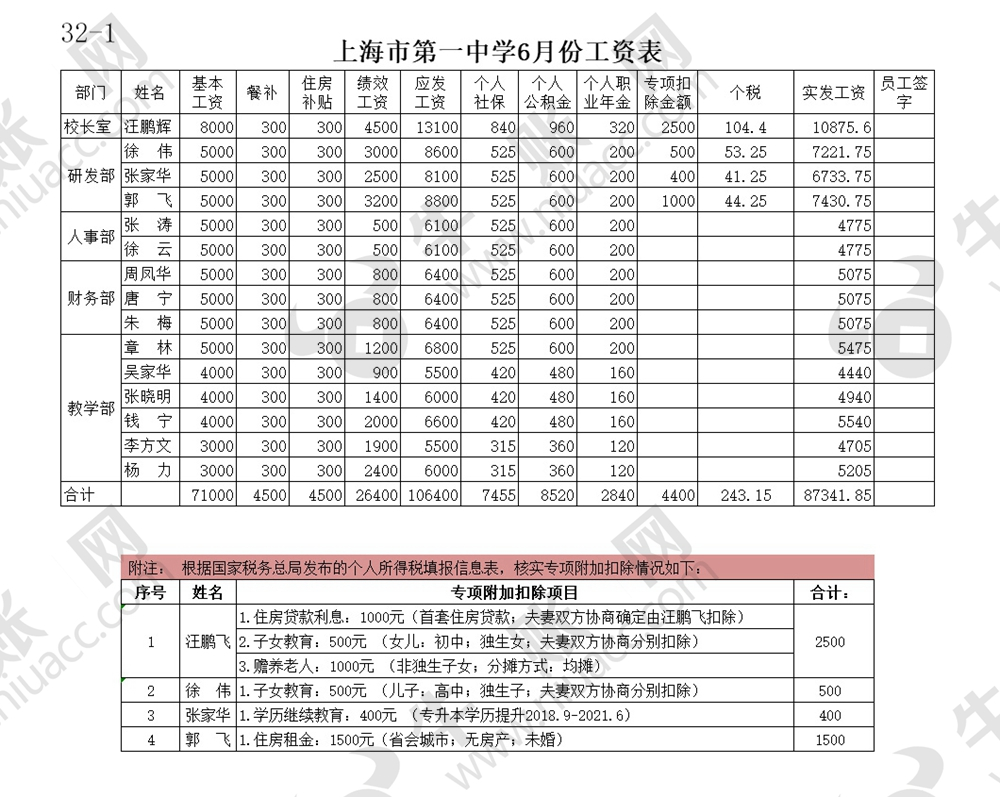 32-1
上海市第一中学6月份工资表
部门 姓名 基本工资 餐补 住房补贴 绩效工资 应发工资 个人社保 个人公积金 个人职业年金 专项扣除金额 个税 实发工资 员工签字
校长室 汪鹏辉 8000 300 300 4500 13100 840 960 320 2500 104.4 10875.6
研发部 徐 伟 5000 300 300 3000 8600 525 600 200 500 53.25 7221.75
张家华 5000 300 300 2500 8100 525 600 200 400 41.25 6733.75
郭 飞 5000 300 300 3200 8800 525 600 200 1000 44.25 7430.75
人事部 张 涛 5000 300 300 500 6100 525 600 200 4775
徐 云 5000 300 300 500 6100 525 600 200 4775
财务部 周凤华 5000 300 300 800 6400 525 600 200 5075
唐 宁 5000 300 300 800 6400 525 600 200 5075
朱 梅 5000 300 300 800 6400 525 600 200 5075
教学部 章 林 5000 300 300 1200 6800 525 600 200 5475
吴家华 4000 300 300 900 5500 420 480 160 4440
张晓明 4000 300 300 1400 6000 420 480 160 4940
钱 宁 4000 300 300 2000 6600 420 480 160 5540
李方文 3000 300 300 1900 5500 315 360 120 4705
杨 力 3000 300 300 2400 6000 315 360 120 5205
合计 71000 4500 4500 26400 106400 7455 8520 2840 4400 243.15 87341.85
附注： 根据国家税务总局发布的个人所得税填报信息表，核实专项附加扣除情况如下：
序号 姓名 专项附加扣除项目 合计：
1 汪鹏飞 1.住房贷款利息：1000元（首套住房贷款；夫妻双方协商确定由汪鹏飞扣除） 2500
2.子女教育：500元 （女儿：初中；独生女；夫妻双方协商分别扣除）
3.赡养老人：1000元 （非独生子女；分摊方式：均摊）
2 徐 伟 1.子女教育：500元 （儿子；高中；独生子；夫妻双方协商分别扣除） 500
3 张家华 1.学历继续教育：400元 （专升本学历提升2018.9-2021.6） 400
4 郭 飞 1.住房租金：1500元（省会城市；无房产；未婚） 1500